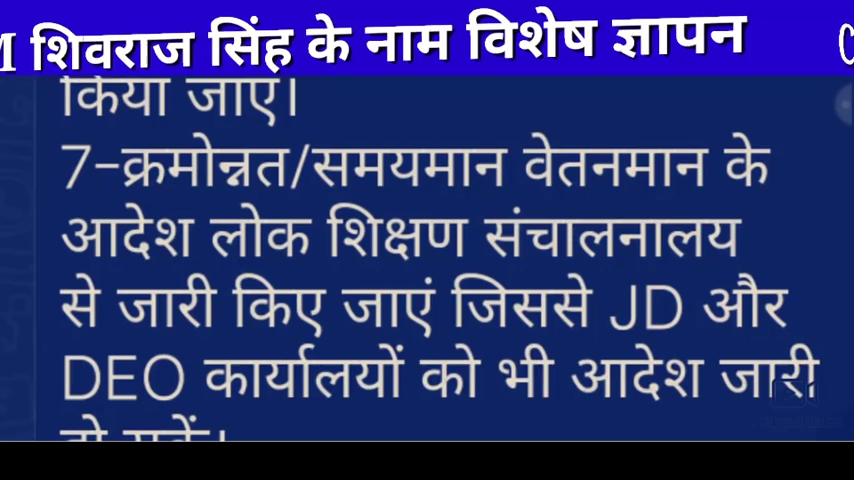 शिवराज सिंह के नाम विशेष ज्ञापन
किया जाए।
7-क्रमोन्नत/समयमान वेतनमान के
आदेश लोक शिक्षण संचालनालय
से जारी किए जाएं जिससे JD और
DEO कार्यालयों को भी आदेश जारी